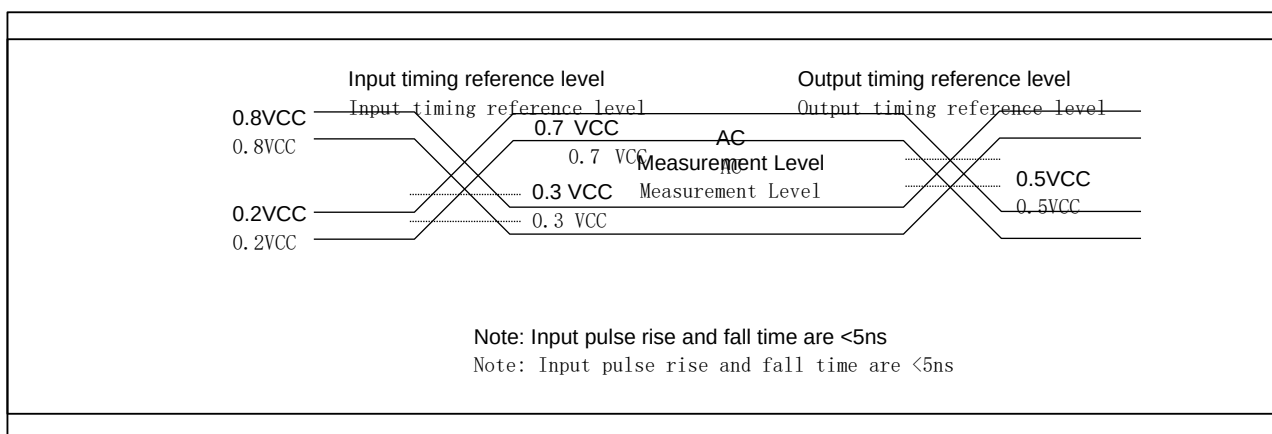 Input timing reference level
Output timing reference level
Input timing reference level
Output timing reference level
0.8VCC
0.8VCC
0.7 VCC
0.7 VCC
AC
AC
Measurement Level
Measurement Level
0.3 VCC
0.3 VCC
0.5VCC
0.5VCC
0.2VCC
0.2VCC
Note: Input pulse rise and fall time are <5ns
Note: Input pulse rise and fall time are <5ns